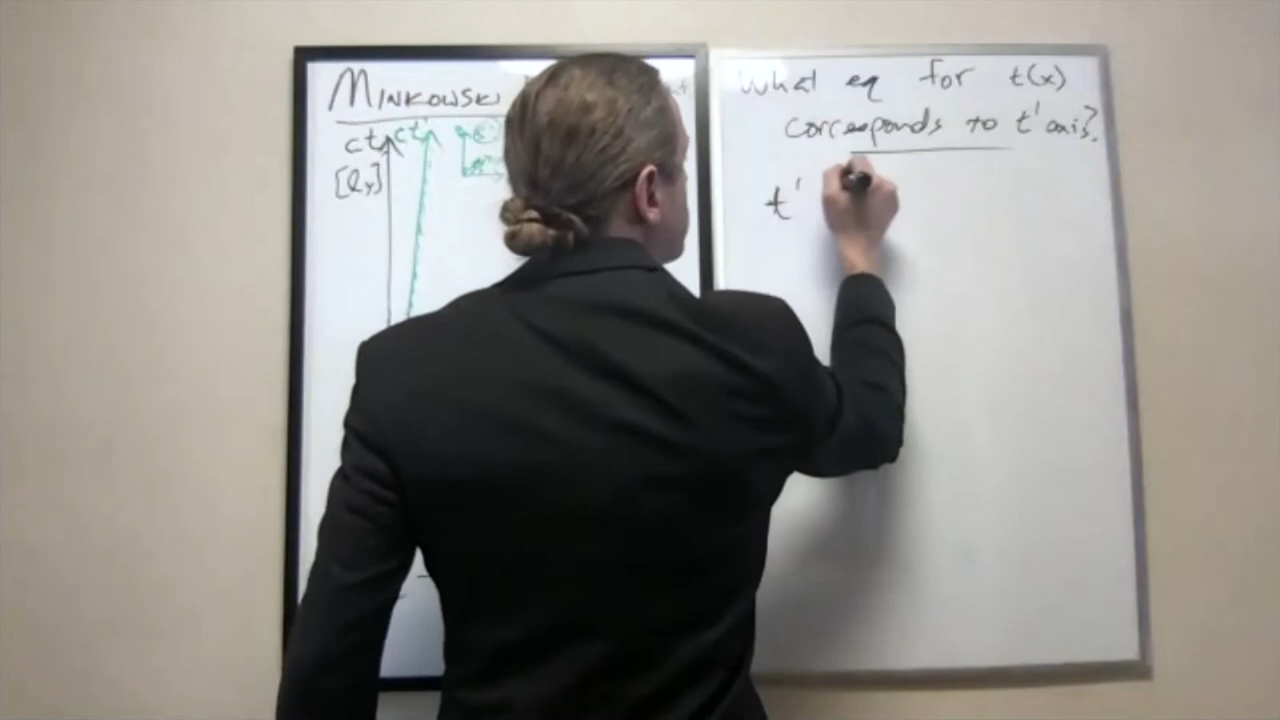 MINKOWSKI
ct ct'
[ly]
What eq for t(x)
corresponds to t' axis?
t'